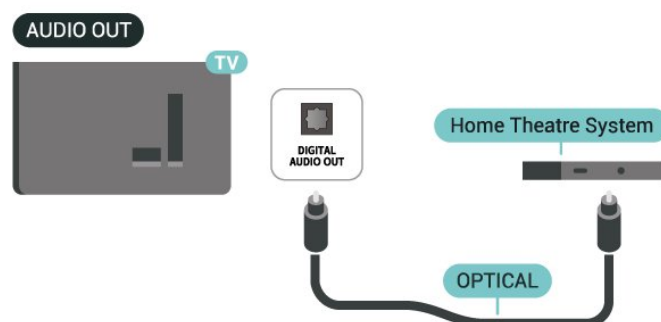 AUDIO OUT
TV
DIGITAL
AUDIO OUT
Home Theatre System
OPTICAL